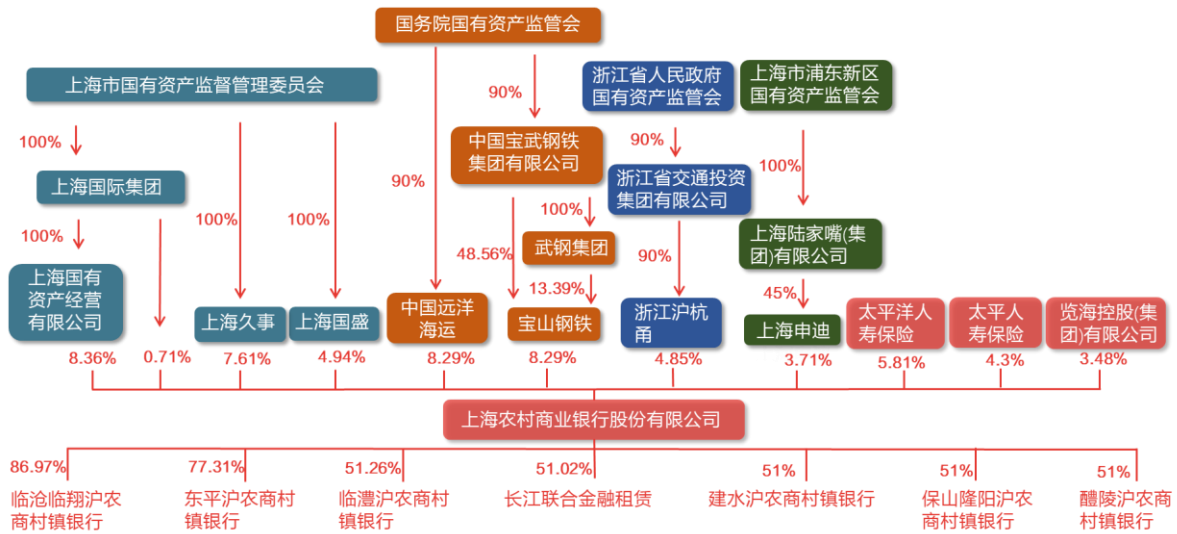 国务院国有资产监管会
上海市国有资产监督管理委员会
浙江省人民政府
国有资产监管会
上海市浦东新区
国有资产监管会
90%
100%
中国宝武钢铁
集团有限公司
90%
100%
上海国际集团
90%
浙江省交通投资
集团有限公司
100%
100%
100%
100%
48.56%
武钢集团
90%
上海陆家嘴(集
团)有限公司
上海国有
资产经营
有限公司
13.39%
45%
上海久事
上海国盛
中国远洋
海运
宝山钢铁
浙江沪杭
甬
上海申迪
太平洋人
寿保险
太平人
寿保险
览海控股(集
团)有限公司
8.36%
0.71%
7.61%
4.94%
8.29%
8.29%
4.85%
3.71%
5.81%
4.3%
3.48%
上海农村商业银行股份有限公司
86.97%
77.31%
51.26%
51.02%
51%
51%
51%
临沧临翔沪农
商村镇银行
东平沪农商村
镇银行
临澧沪农商村
镇银行
长江联合金融租赁
建水沪农商村镇银行
保山隆阳沪农
商村镇银行
醴陵沪农商
村镇银行